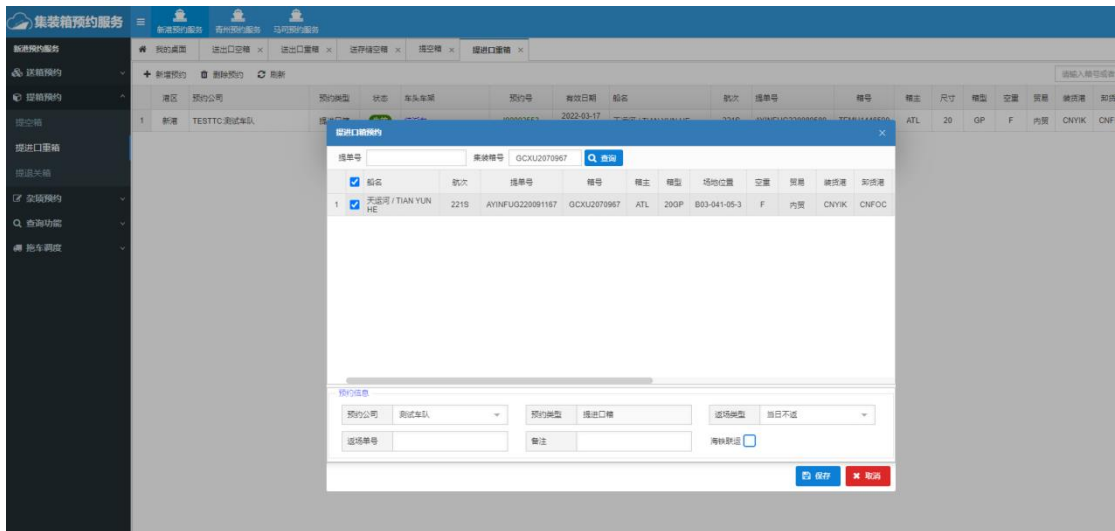 集装箱预约服务
新港预约服务 青州预约服务 马可预约服务
新港预约服务
我的桌面 送出口空箱 × 送出口重箱 × 送存储空箱 × 提空箱 × 提进口重箱 ×
送箱预约
+ 新增预约 删除预约 刷新
提箱预约
港区 预约公司 预约类型 状态 车头车架 预约号 有效日期 船名 航次 提单号 箱号 箱主 尺寸 箱型 空重 贸易 装货港
提空箱
1 新港 TESTTC:测试车队 2022-03-17 ATL 20 GP F 内贸 CNYIK CNF
提进口重箱
提退关箱
杂项预约
查询功能
拖车调度
提进口箱预约 ×
提单号 集装箱号 GCXU2070967 查询
船名 航次 提单号 箱号 箱主 箱型 场地位置 空重 贸易 装货港 卸货港
1 天运河 / TIAN YUN HE 221S AYINFUG220091167 GCXU2070967 ATL 20GP B03-041-05-3 F 内贸 CNYIK CNFOC
预约信息
预约公司 测试车队 预约类型 提进口箱 返场类型 当日不返
返场单号 备注 海铁联运
保存 取消